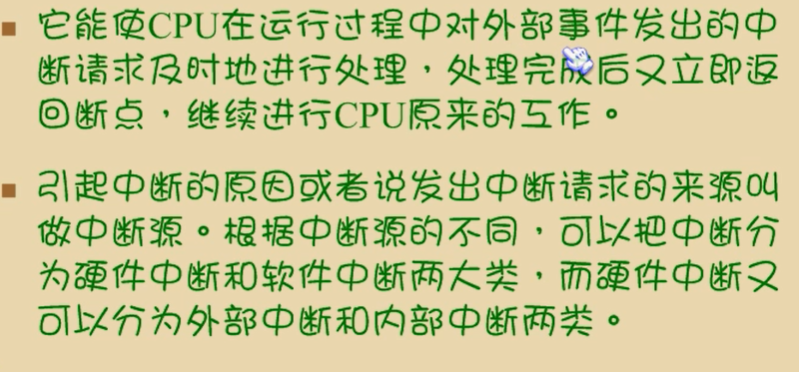 它能使CPU在运行过程中对外部事件发出的中
断请求及时地进行处理，处理完成后又立即返
回断点，继续进行CPU原来的工作。
引起中断的原因或者说发出中断请求的来源叫
做中断源。根据中断源的不同，可以把中断分
为硬件中断和软件中断两大类，而硬件中断又
可以分为外部中断和内部中断两类。